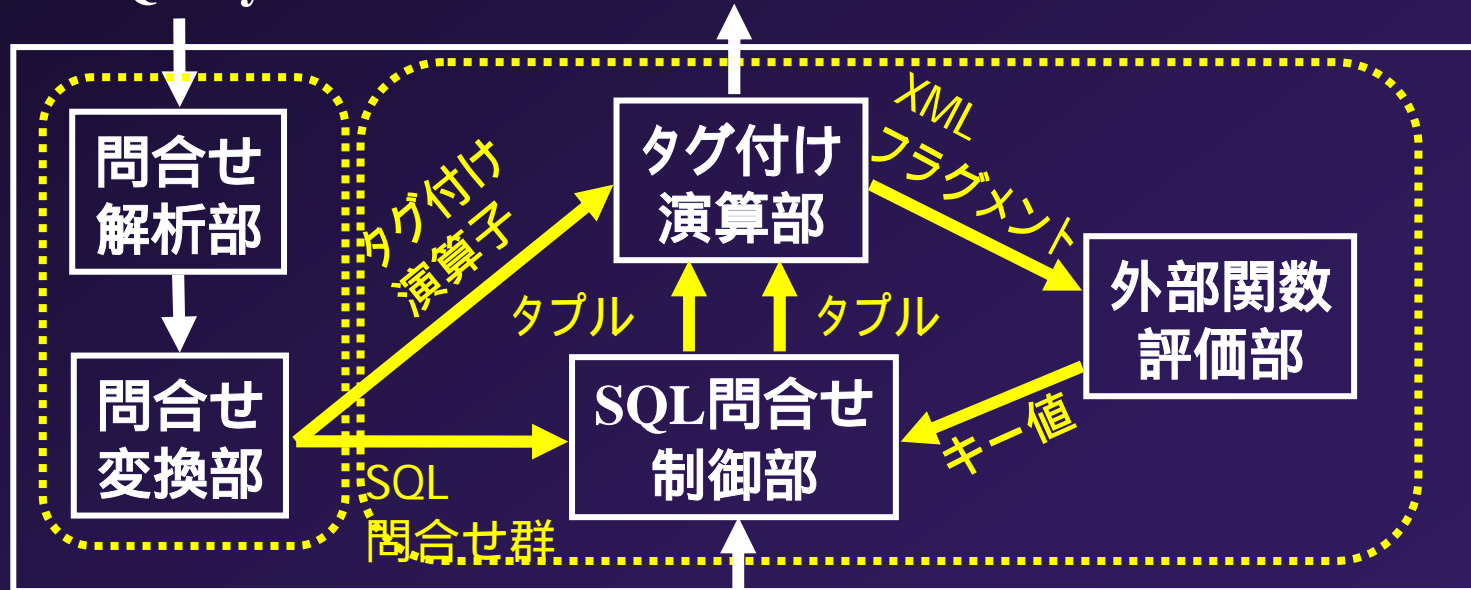 問合せ
解析部
問合せ
変換部
タグ付け
演算子
SQL
問合せ群
タグ付け
演算部
XML
フラグメント
タプル
タプル
SQL問合せ
制御部
外部関数
評価部
キー値